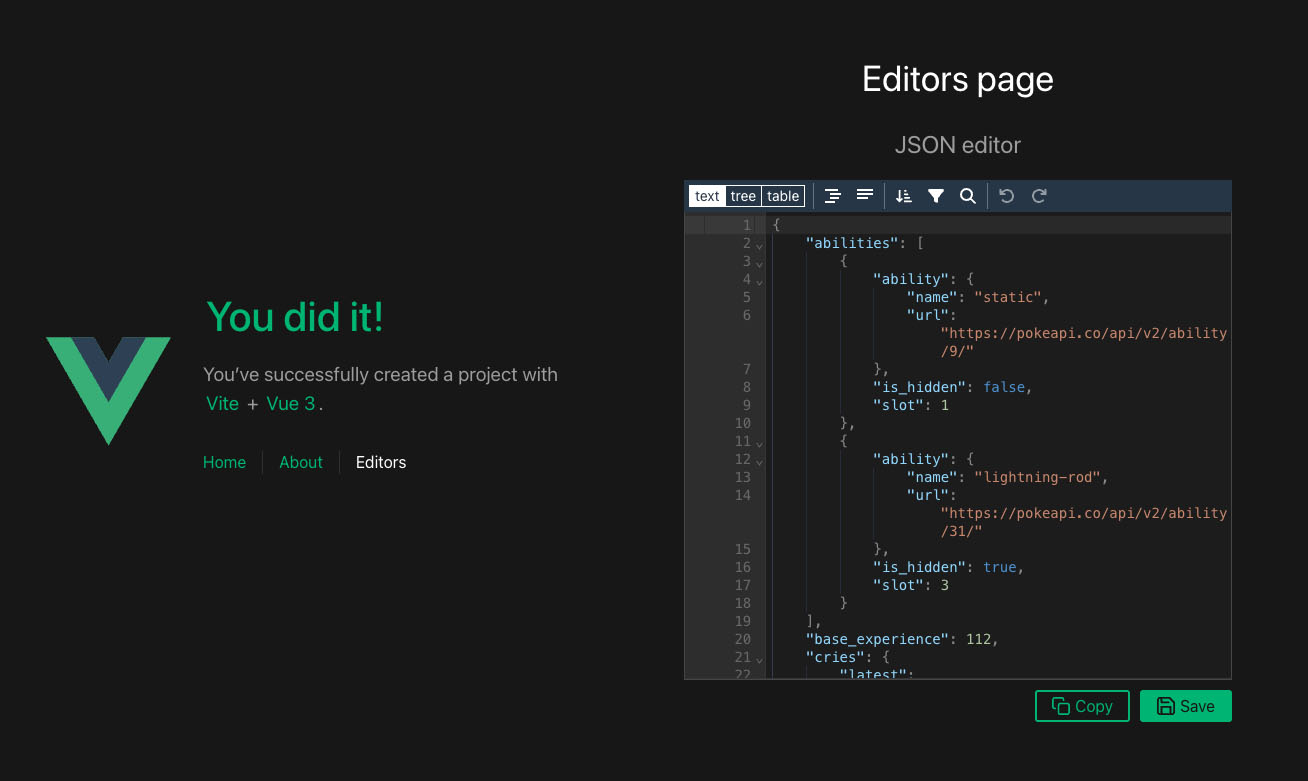 You did it!
You’ve successfully created a project with
Vite + Vue 3.
Home About Editors
Editors page
JSON editor
text tree table
1 {
2 "abilities": [
3 {
4 "ability": {
5 "name": "static",
6 "url":
"https://pokeapi.co/api/v2/ability
/9/"
7 },
8 "is_hidden": false,
9 "slot": 1
10 },
11 {
12 "ability": {
13 "name": "lightning-rod",
14 "url":
"https://pokeapi.co/api/v2/ability
/31/"
15 },
16 "is_hidden": true,
17 "slot": 3
18 }
19 ],
20 "base_experience": 112,
21 "cries": {
22 "latest":
Copy Save